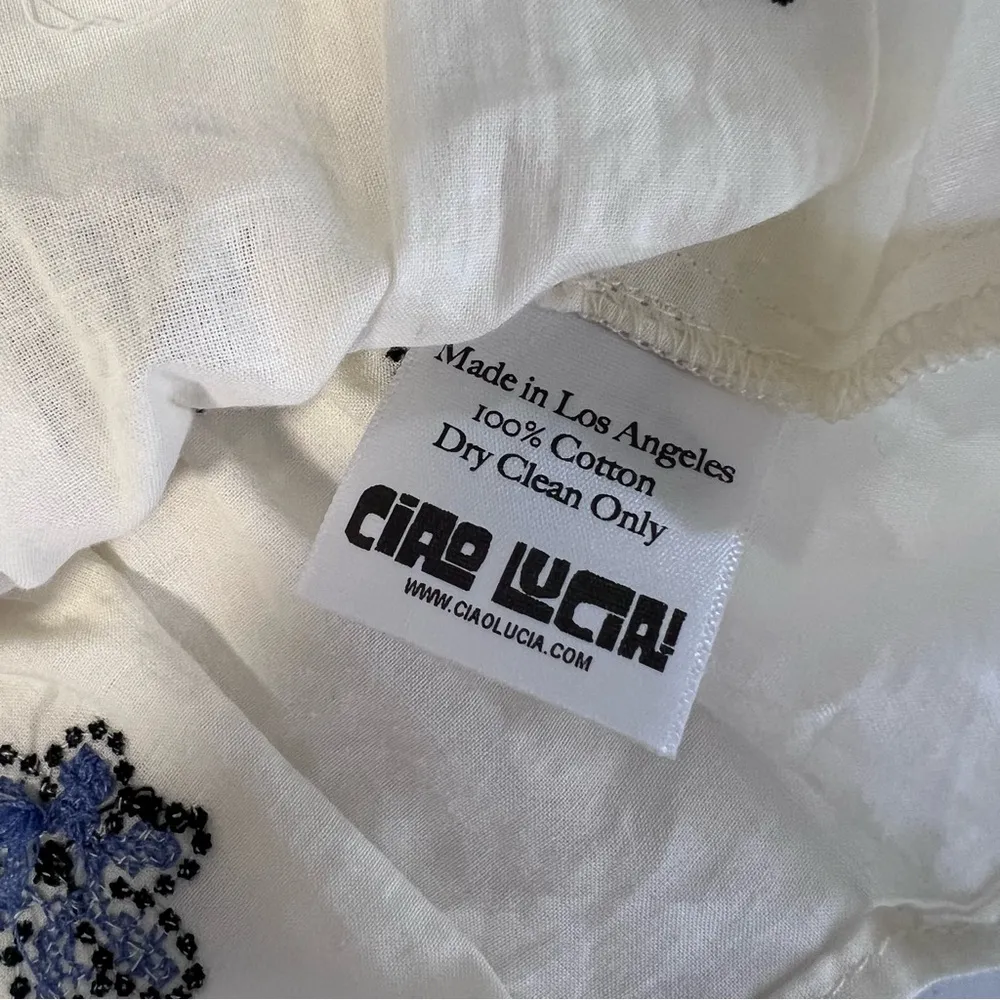 Made in Los Angeles
100% Cotton
Dry Clean Only
CIAO LUCIA!
WWW.CIAOLUCIA.COM